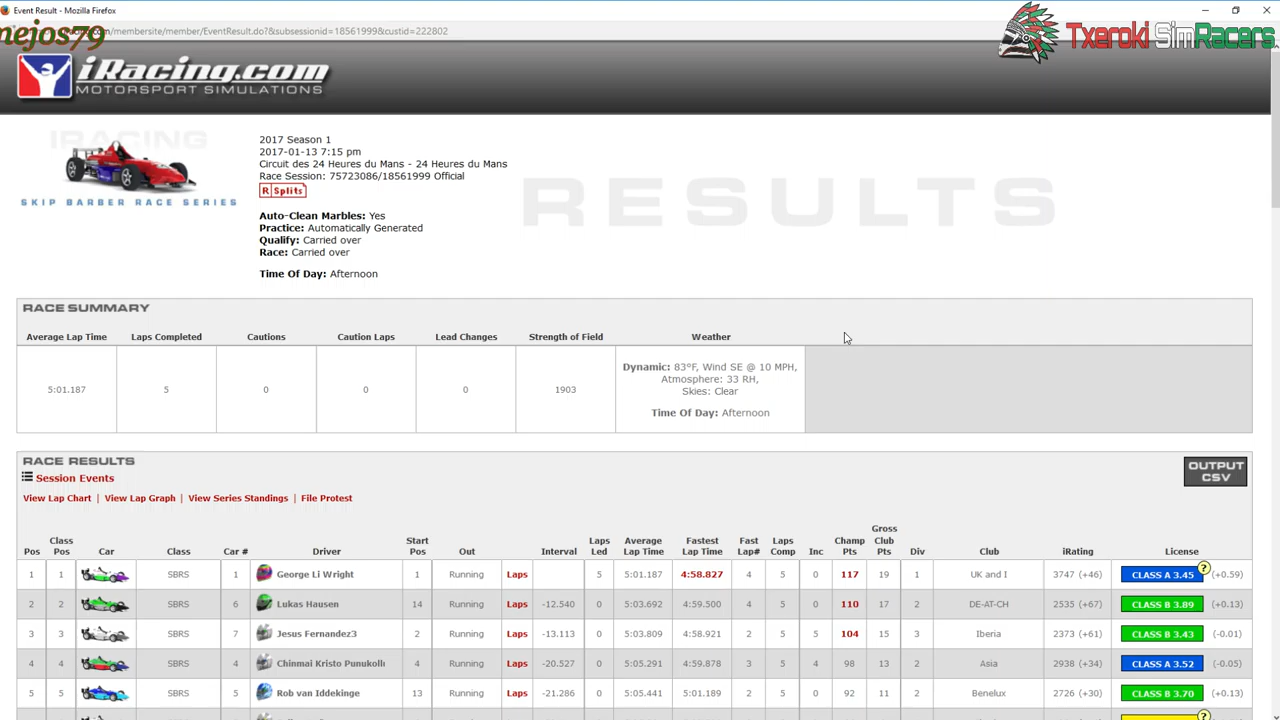 Event Result - Mozilla Firefox
nejos79
/membersite/member/EventResult.do?&subsessionid=18561999&custid=222802
Txeroki SimRacers
iRacing.com
MOTORSPORT SIMULATIONS
IRACING
SKIP BARBER RACE SERIES
2017 Season 1
2017-01-13 7:15 pm
Circuit des 24 Heures du Mans - 24 Heures du Mans
Race Session: 75723086/18561999 Official
R Splits
RESULTS
Auto-Clean Marbles: Yes
Practice: Automatically Generated
Qualify: Carried over
Race: Carried over
Time Of Day: Afternoon
RACE SUMMARY
Average Lap Time Laps Completed Cautions Caution Laps Lead Changes Strength of Field Weather
5:01.187 5 0 0 0 1903
Dynamic: 83°F, Wind SE @ 10 MPH,
Atmosphere: 33 RH,
Skies: Clear
Time Of Day: Afternoon
RACE RESULTS
Session Events
OUTPUT
CSV
View Lap Chart | View Lap Graph | View Series Standings | File Protest
Pos Class Pos Car Class Car # Driver Start Pos Out Interval Laps Led Average Lap Time Fastest Lap Time Fast Lap# Laps Comp Inc Champ Pts Gross Club Pts Div Club iRating License
1 1 SBRS 1 George Li Wright 1 Running Laps 5 5:01.187 4:58.827 4 5 0 117 19 1 UK and I 3747 (+46) CLASS A 3.45 ? (+0.59)
2 2 SBRS 6 Lukas Hausen 14 Running Laps -12.540 0 5:03.692 4:59.500 4 5 0 110 17 2 DE-AT-CH 2535 (+67) CLASS B 3.89 (+0.13)
3 3 SBRS 7 Jesus Fernandez3 2 Running Laps -13.113 0 5:03.809 4:58.921 2 5 5 104 15 3 Iberia 2373 (+61) CLASS B 3.43 (-0.01)
4 4 SBRS 4 Chinmai Kristo Punukoll 4 Running Laps -20.527 0 5:05.291 4:59.878 3 5 4 98 13 2 Asia 2938 (+34) CLASS A 3.52 (-0.05)
5 5 SBRS 5 Rob van Iddekinge 13 Running Laps -21.286 0 5:05.441 5:01.189 2 5 0 92 11 2 Benelux 2726 (+30) CLASS B 3.70 (+0.13)